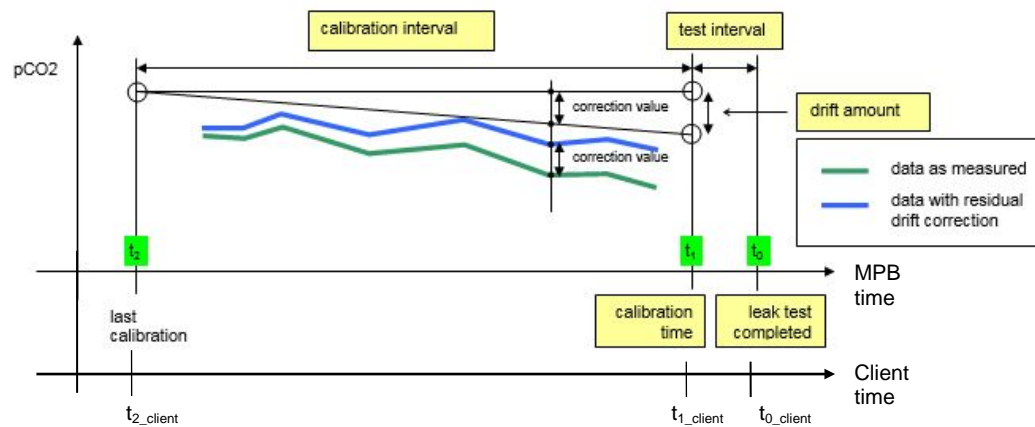 calibration interval
test interval
pCO2
correction value
drift amount
correction value
data as measured
data with residual
drift correction
t2
t1
t0
MPB
time
last
calibration
calibration
time
leak test
completed
Client
time
t2_client
t1_client
t0_client